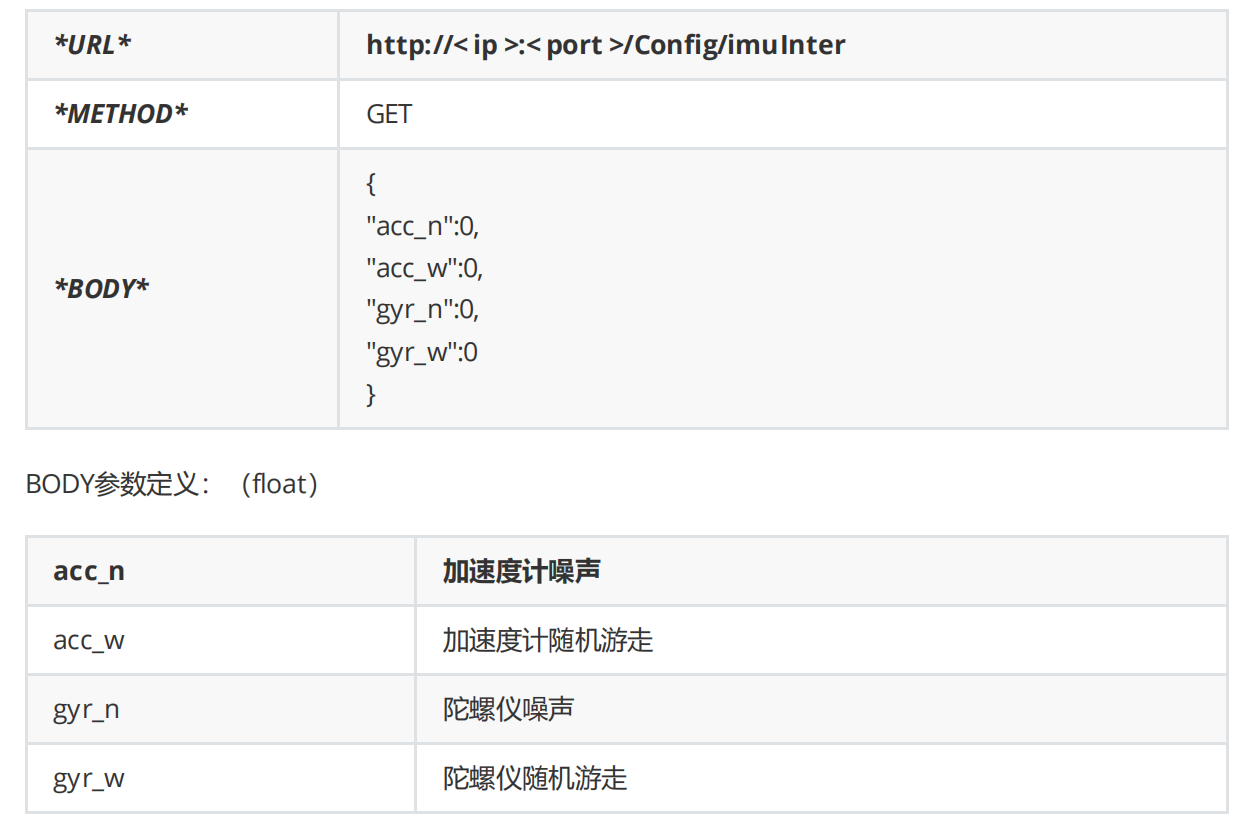 *URL* http://< ip >:< port >/Config/imuInter
*METHOD* GET
*BODY*
{
"acc_n":0,
"acc_w":0,
"gyr_n":0,
"gyr_w":0
}
BODY参数定义：（float）
acc_n 加速度计噪声
acc_w 加速度计随机游走
gyr_n 陀螺仪噪声
gyr_w 陀螺仪随机游走